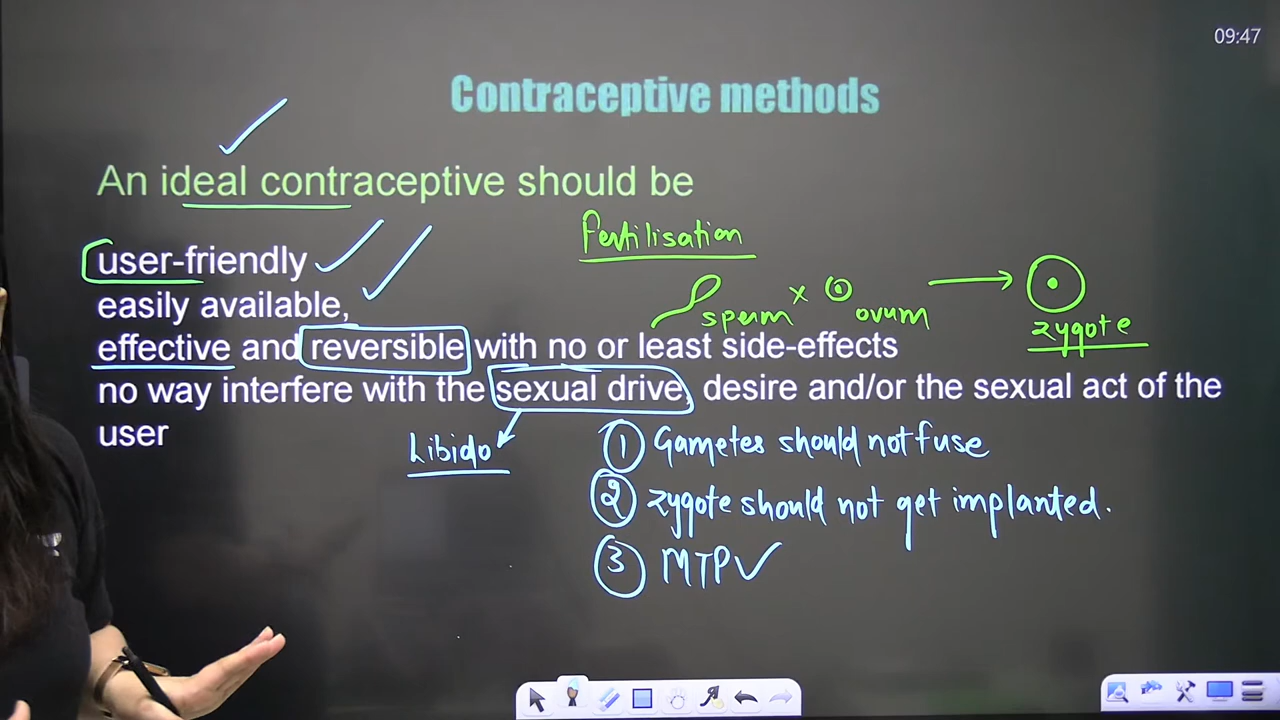 09:47
Contraceptive methods
An ideal contraceptive should be
Fertilisation
user-friendly
easily available,
sperm x ovum
zygote
effective and reversible with no or least side-effects
no way interfere with the sexual drive, desire and/or the sexual act of the
user
Libido
1 Gametes should not fuse
2 zygote should not get implanted.
3 MTP